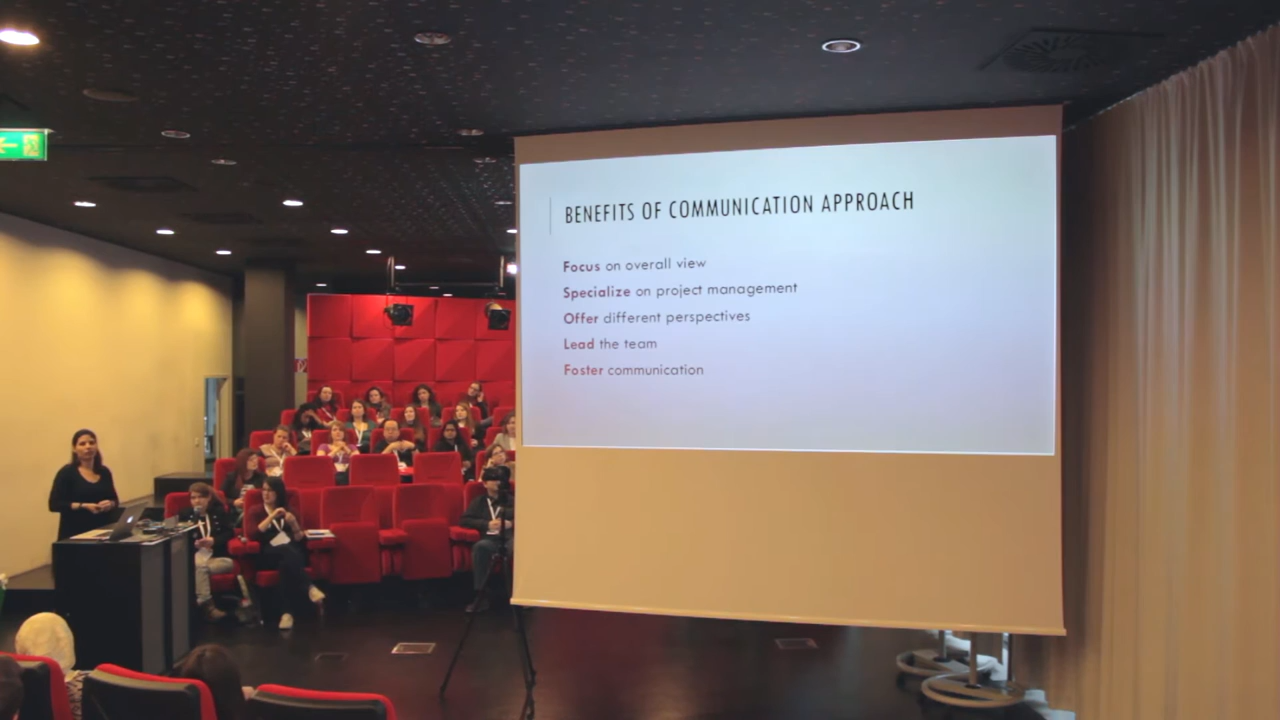 BENEFITS OF COMMUNICATION APPROACH
Focus on overall view
Specialize on project management
Offer different perspectives
Lead the team
Foster communication